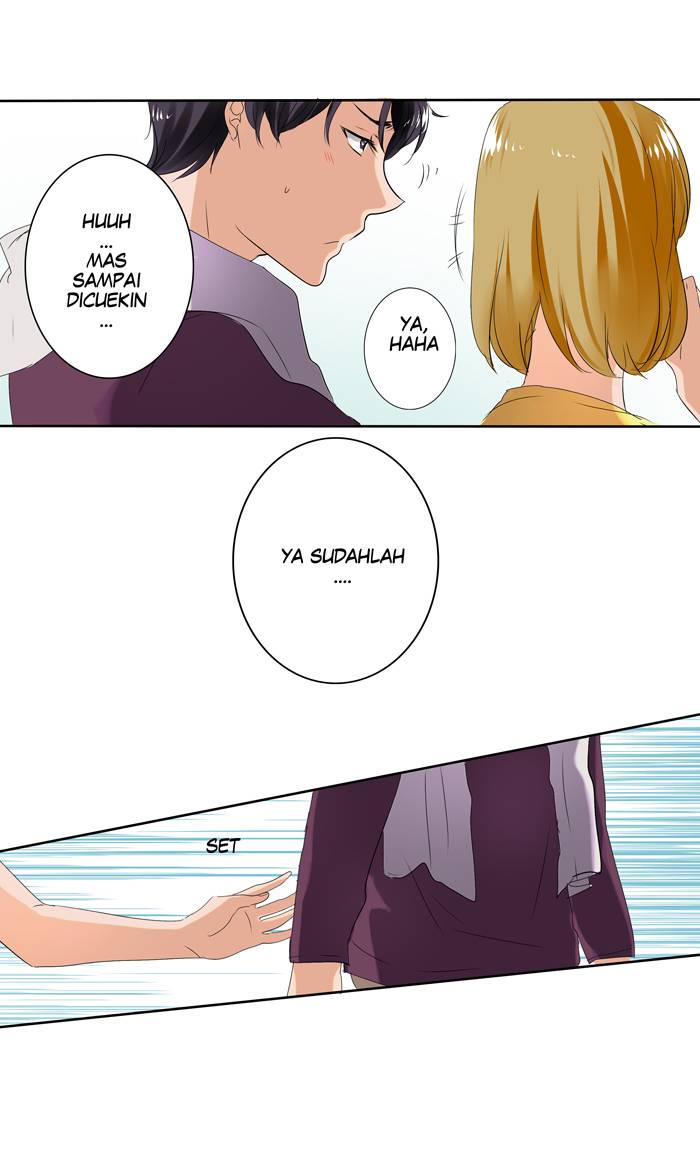 HUUH
...
MAS
SAMPAI
DICUEKIN
...
YA,
HAHA
YA SUDAHLAH
....
SET